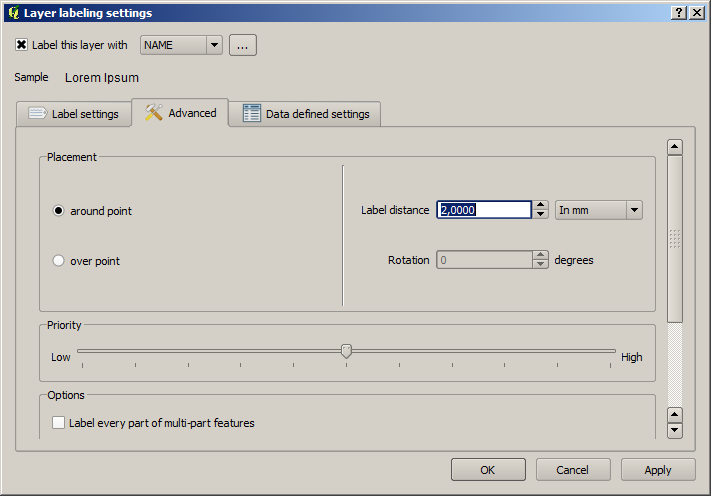 Layer labeling settings
Label this layer with NAME ...
Sample Lorem Ipsum
Label settings Advanced Data defined settings
Placement
around point
Label distance 2,0000 In mm
over point
Rotation 0 degrees
Priority
Low High
Options
Label every part of multi-part features
OK Cancel Apply